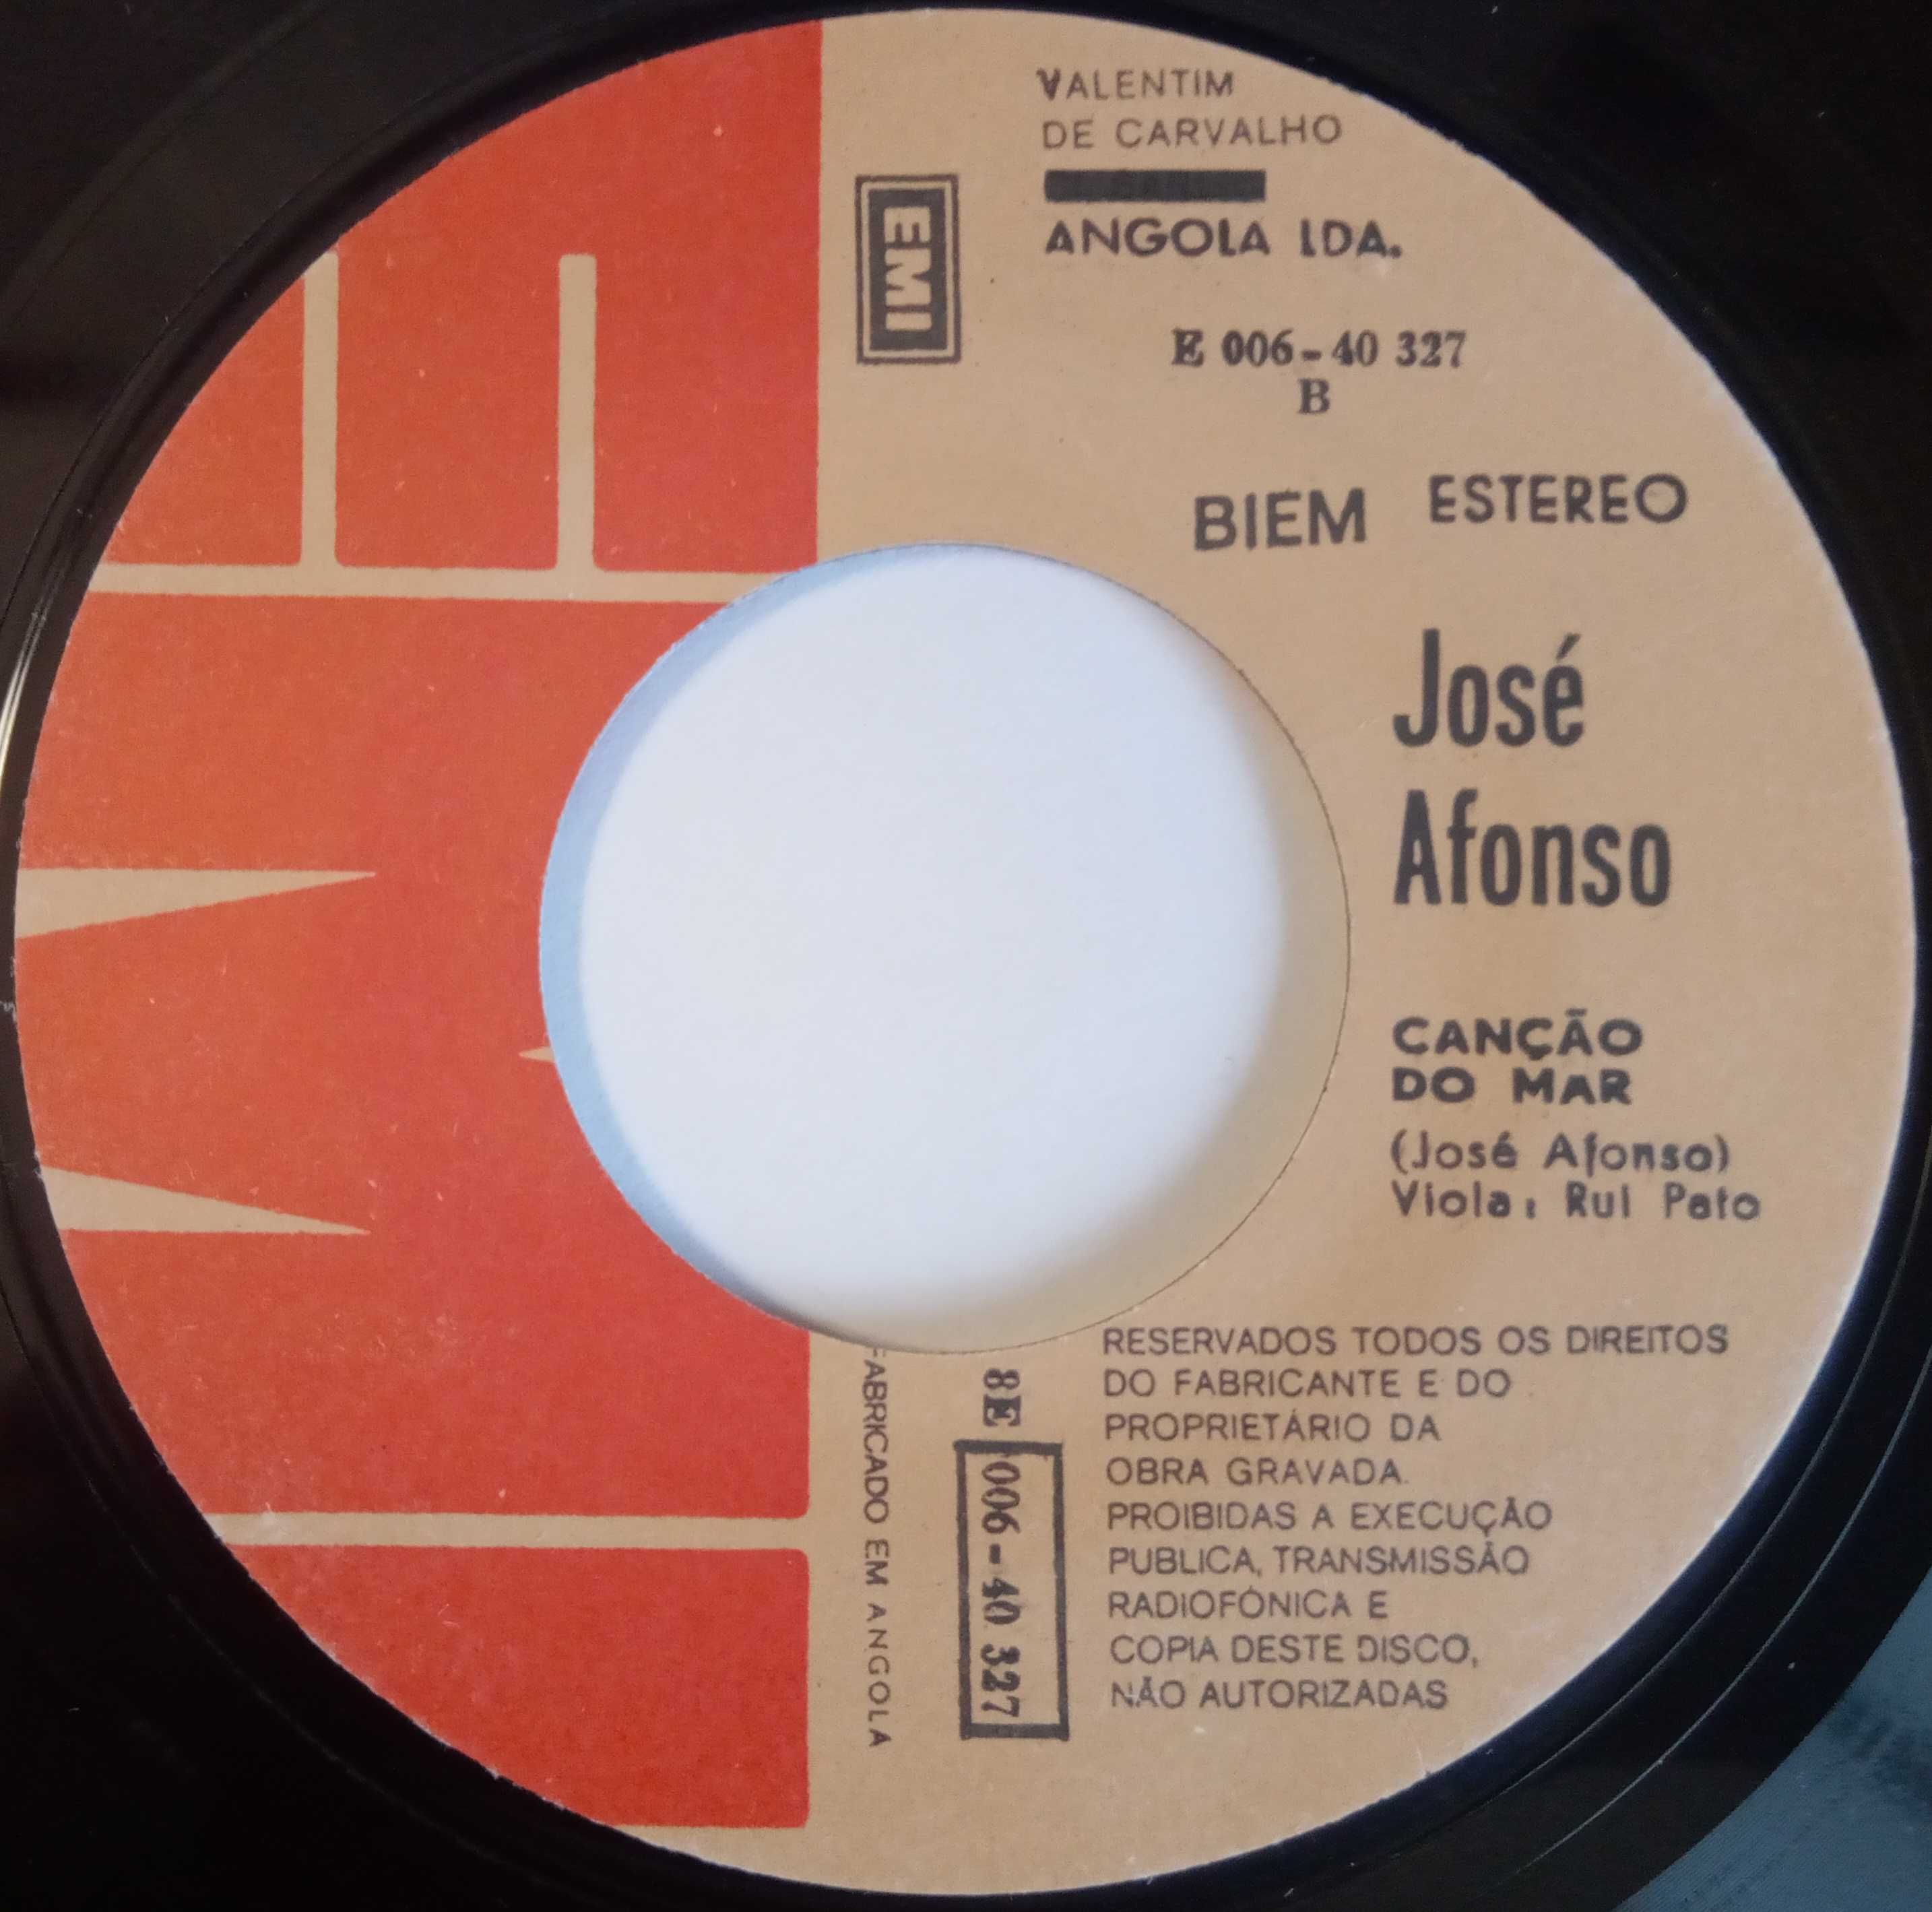 VALENTIM
DE CARVALHO
ANGOLA LDA.
EMI
E 006-40 327
B
BIEM ESTEREO
José
Afonso
CANÇÃO
DO MAR
(José Afonso)
Viola: Rui Pato
RESERVADOS TODOS OS DIREITOS
DO FABRICANTE E DO
PROPRIETÁRIO DA
OBRA GRAVADA.
PROIBIDAS A EXECUÇÃO
PUBLICA, TRANSMISSÃO
RADIOFÓNICA E
COPIA DESTE DISCO,
NÃO AUTORIZADAS
8E 006-40 327
FABRICADO EM ANGOLA